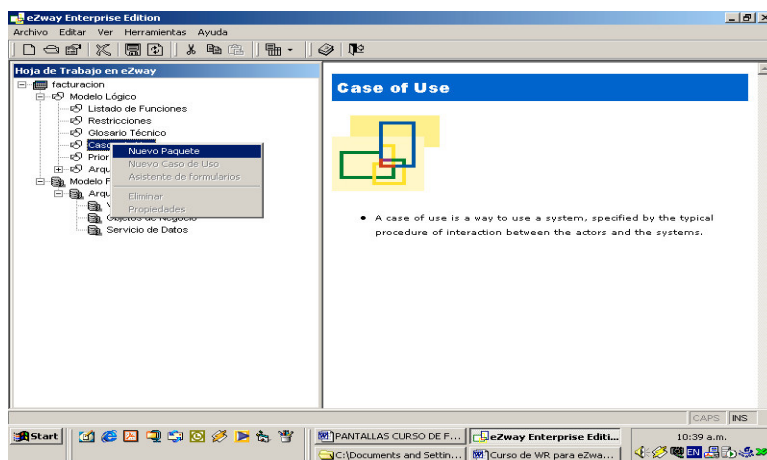 eZway Enterprise Edition
Archivo Editar Ver Herramientas Ayuda
Hoja de Trabajo en eZway
facturacion
Modelo Lógico
Listado de Funciones
Restricciones
Glosario Técnico
Caso
Prior
Arqu
Modelo F
Arqu
Servicio de Datos
Nuevo Paquete
Nuevo Caso de Uso
Asistente de formularios
Eliminar
Propiedades
Case of Use
• A case of use is a way to use a system, specified by the typical
procedure of interaction between the actors and the systems.
CAPS INS
Start
PANTALLAS CURSO DE F...
eZway Enterprise Editi...
C:\Documents and Settin...
Curso de WR para eZwa...
10:39 a.m.
EN